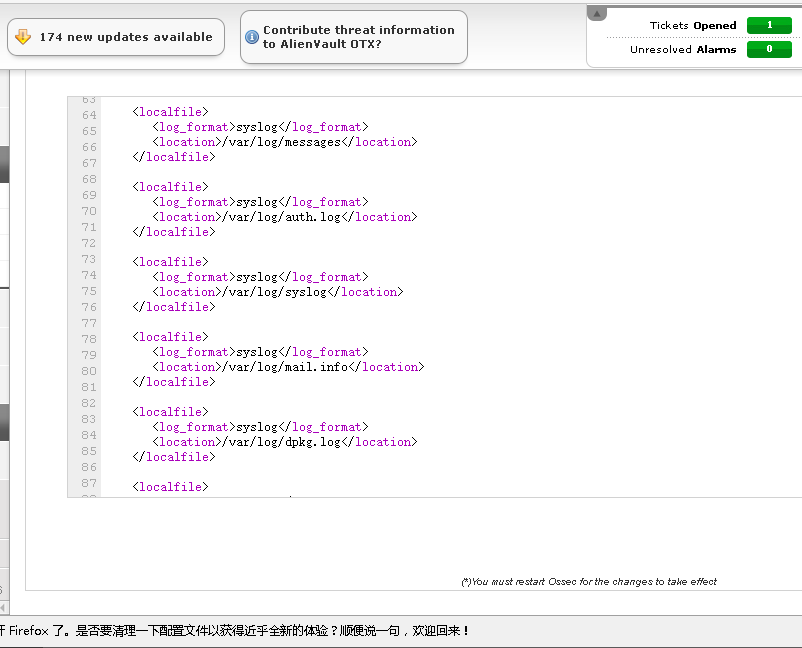 174 new updates available
Contribute threat information
to AlienVault OTX?
Tickets Opened 1
Unresolved Alarms 0
63
64 <localfile>
65 <log_format>syslog</log_format>
66 <location>/var/log/messages</location>
67 </localfile>
68
69 <localfile>
70 <log_format>syslog</log_format>
71 <location>/var/log/auth.log</location>
72 </localfile>
73
74 <localfile>
75 <log_format>syslog</log_format>
76 <location>/var/log/syslog</location>
77 </localfile>
78
79 <localfile>
80 <log_format>syslog</log_format>
81 <location>/var/log/mail.info</location>
82 </localfile>
83
84 <localfile>
85 <log_format>syslog</log_format>
86 <location>/var/log/dpkg.log</location>
87 </localfile>
<localfile>
(*)You must restart Ossec for the changes to take effect
Firefox 了。是否要清理一下配置文件以获得近乎全新的体验？顺便说一句，欢迎回来！